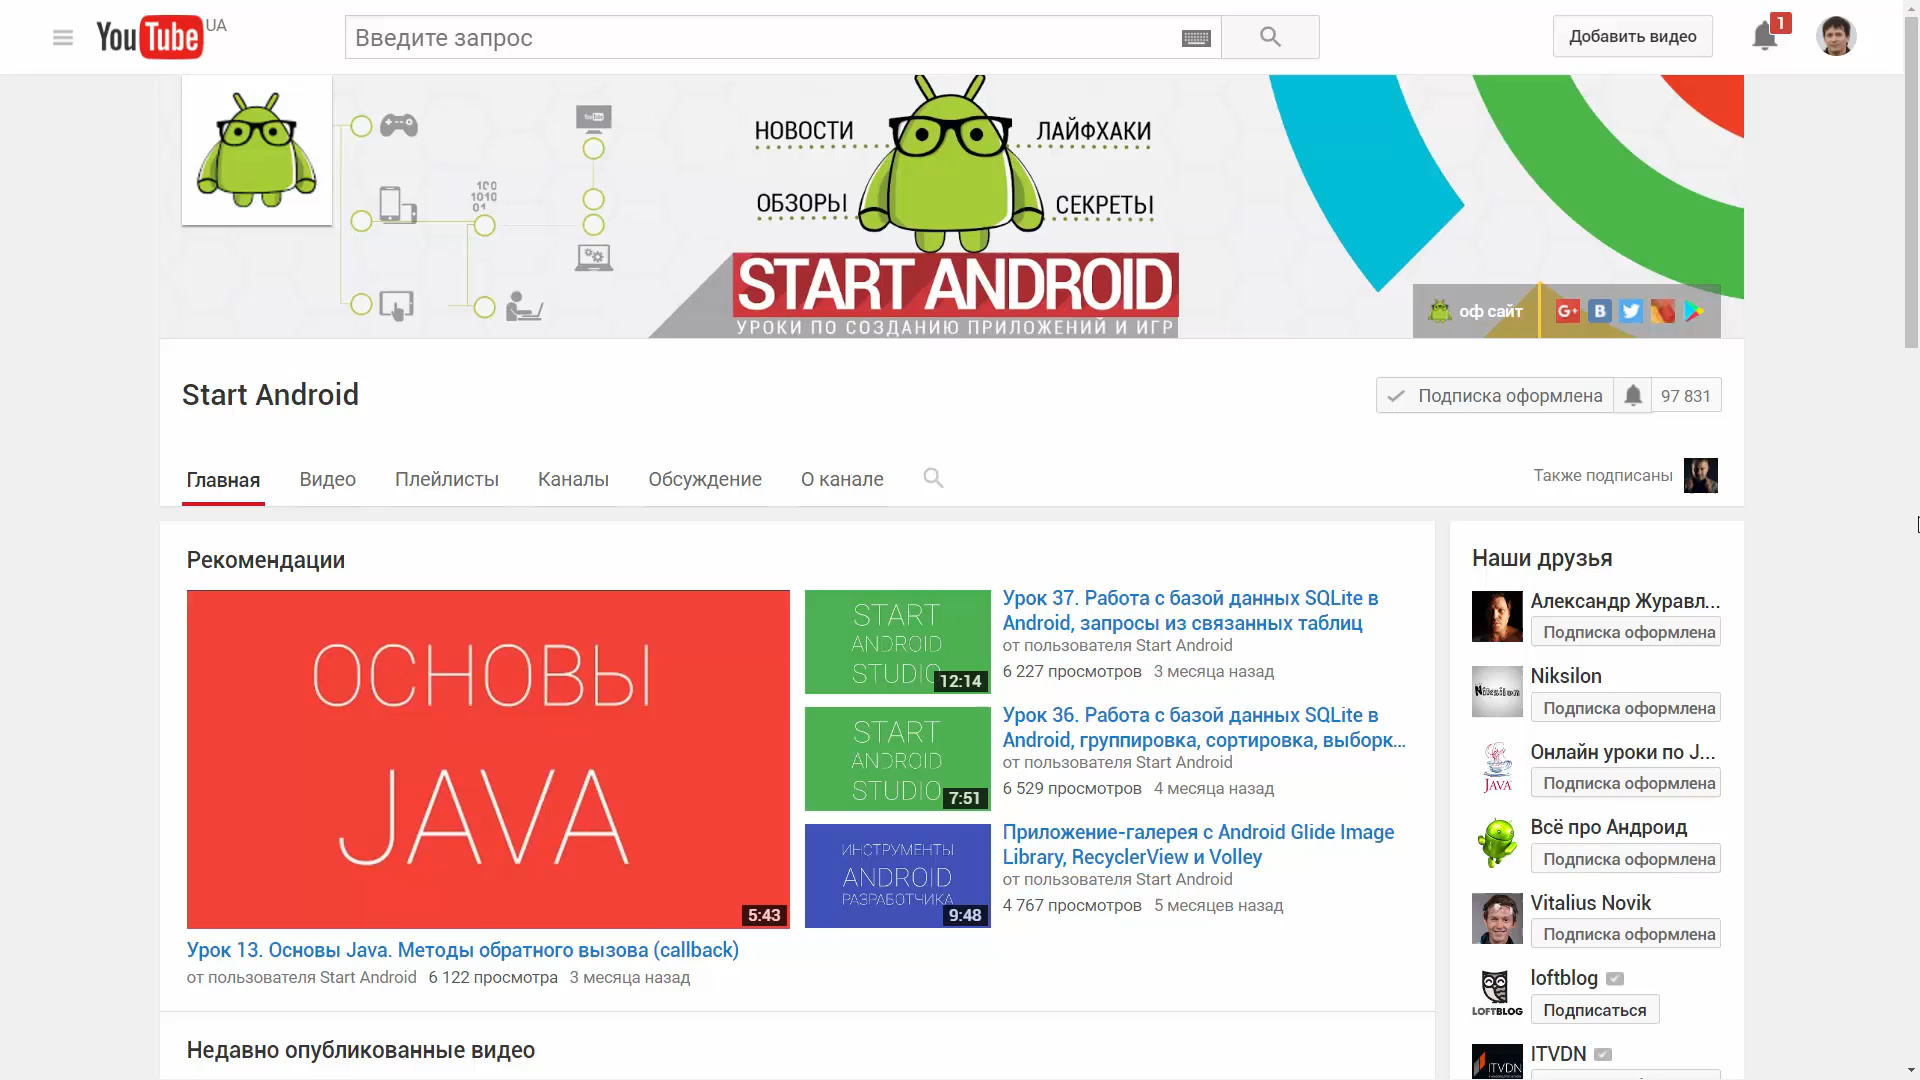 YouTube UA
Введите запрос
Добавить видео
1
НОВОСТИ
ЛАЙФХАКИ
YouTube
100
1010
01
ОБЗОРЫ
СЕКРЕТЫ
START ANDROID
УРОКИ ПО СОЗДАНИЮ ПРИЛОЖЕНИЙ И ИГР
оф сайт
G+
B
Start Android
Подписка оформлена
97 831
Главная
Видео
Плейлисты
Каналы
Обсуждение
О канале
Также подписаны
Рекомендации
ОСНОВЫ
JAVA
5:43
Урок 13. Основы Java. Методы обратного вызова (callback)
от пользователя Start Android 6 122 просмотра 3 месяца назад
START
ANDROID
STUDIO
12:14
Урок 37. Работа с базой данных SQLite в
Android, запросы из связанных таблиц
от пользователя Start Android
6 227 просмотров 3 месяца назад
START
ANDROID
STUDIO
7:51
Урок 36. Работа с базой данных SQLite в
Android, группировка, сортировка, выборк...
от пользователя Start Android
6 529 просмотров 4 месяца назад
ИНСТРУМЕНТЫ
ANDROID
РАЗРАБОТЧИКА
9:48
Приложение-галерея с Android Glide Image
Library, RecyclerView и Volley
от пользователя Start Android
4 767 просмотров 5 месяцев назад
Недавно опубликованные видео
Наши друзья
Александр Журавл...
Подписка оформлена
Niksilon
Niksilon
Подписка оформлена
JAVA
Онлайн уроки по J...
Подписка оформлена
Всё про Андроид
Подписка оформлена
Vitalius Novik
Подписка оформлена
LOFTBLOG
loftblog
Подписаться
ITVDN
ITVDN